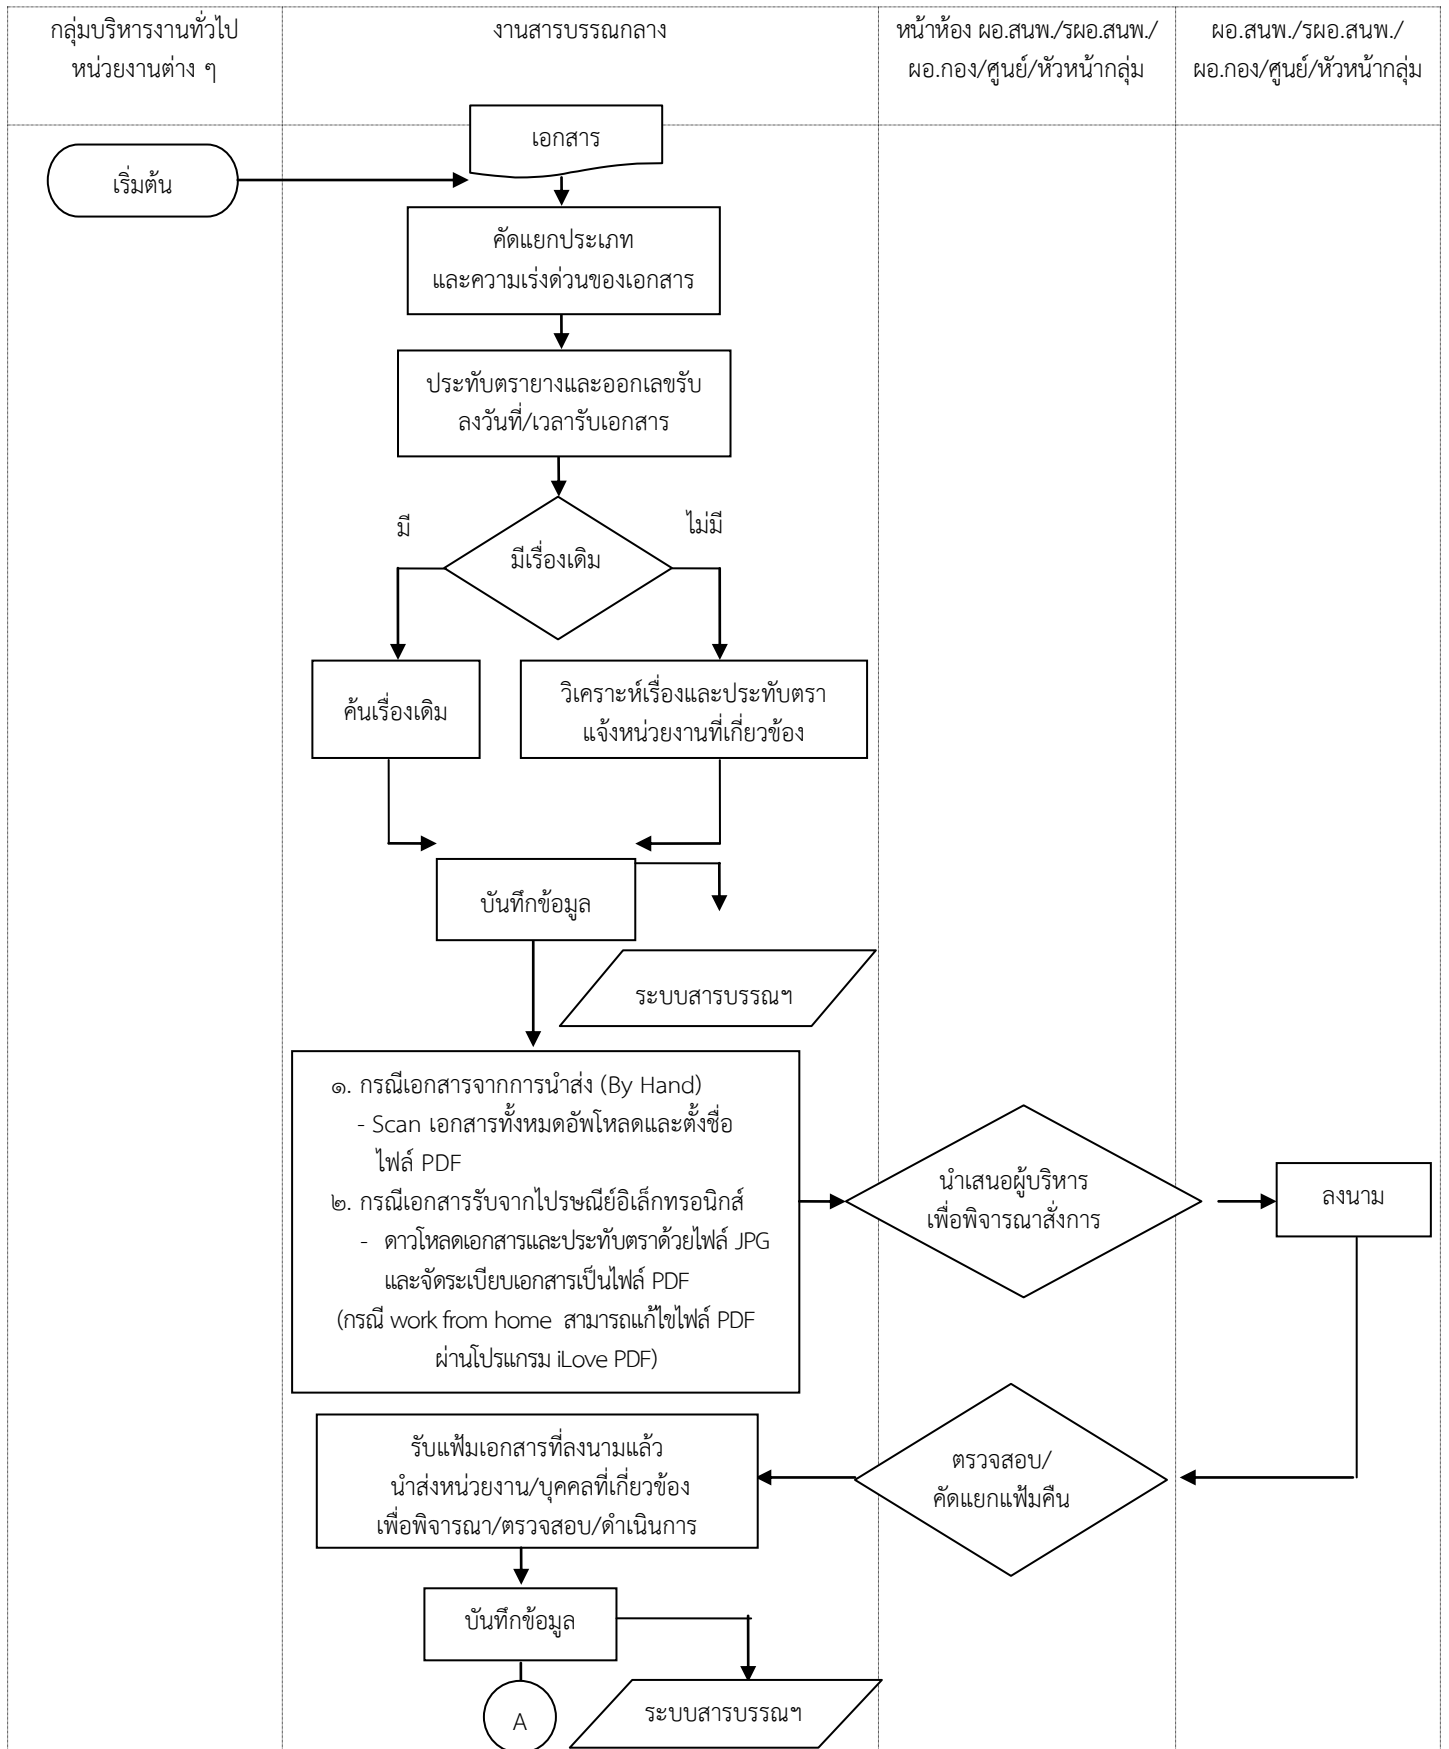 กลุ่มบริหารงานทั่วไป
หน่วยงานต่าง ๆ
งานสารบรรณกลาง
หน้าห้อง ผอ.สนพ./รผอ.สนพ./
ผอ.กอง/ศูนย์/หัวหน้ากลุ่ม
ผอ.สนพ./รผอ.สนพ./
ผอ.กอง/ศูนย์/หัวหน้ากลุ่ม
เอกสาร
เริ่มต้น
คัดแยกประเภท
และความเร่งด่วนของเอกสาร
ประทับตรายางและออกเลขรับ
ลงวันที่/เวลารับเอกสาร
มี
ไม่มี
มีเรื่องเดิม
ค้นเรื่องเดิม
วิเคราะห์เรื่องและประทับตรา
แจ้งหน่วยงานที่เกี่ยวข้อง
บันทึกข้อมูล
ระบบสารบรรณฯ
๑. กรณีเอกสารจากการนำส่ง (By Hand)
- Scan เอกสารทั้งหมดอัพโหลดและตั้งชื่อ
ไฟล์ PDF
๒. กรณีเอกสารรับจากไปรษณีย์อิเล็กทรอนิกส์
- ดาวโหลดเอกสารและประทับตราด้วยไฟล์ JPG
และจัดระเบียบเอกสารเป็นไฟล์ PDF
(กรณี work from home สามารถแก้ไขไฟล์ PDF
ผ่านโปรแกรม iLove PDF)
นำเสนอผู้บริหาร
เพื่อพิจารณาสั่งการ
ลงนาม
รับแฟ้มเอกสารที่ลงนามแล้ว
นำส่งหน่วยงาน/บุคคลที่เกี่ยวข้อง
เพื่อพิจารณา/ตรวจสอบ/ดำเนินการ
ตรวจสอบ/
คัดแยกแฟ้มคืน
บันทึกข้อมูล
ระบบสารบรรณฯ
A